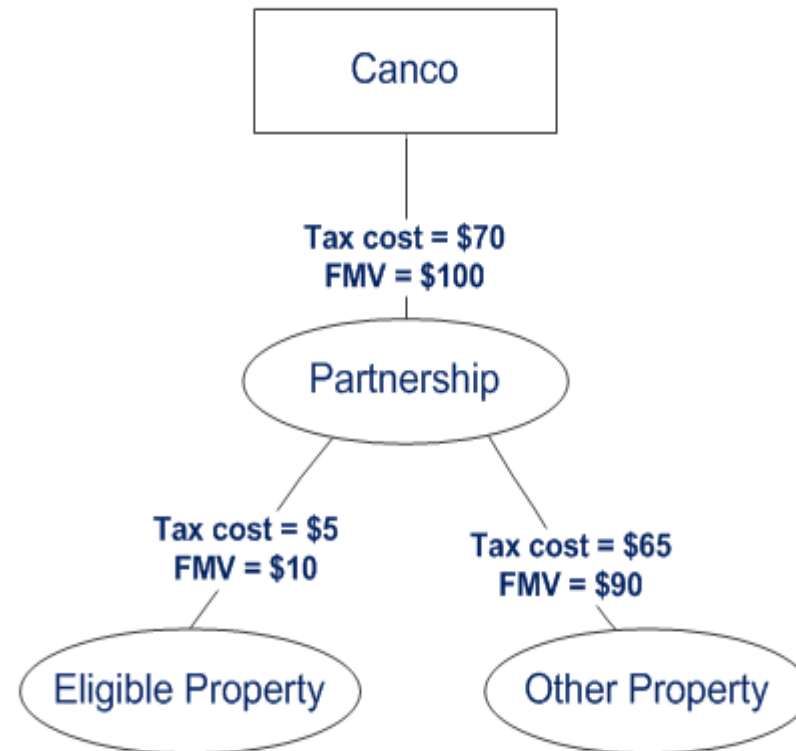 Canco
Tax cost = $70
FMV = $100
Partnership
Tax cost = $5
FMV = $10
Tax cost = $65
FMV = $90
Eligible Property
Other Property